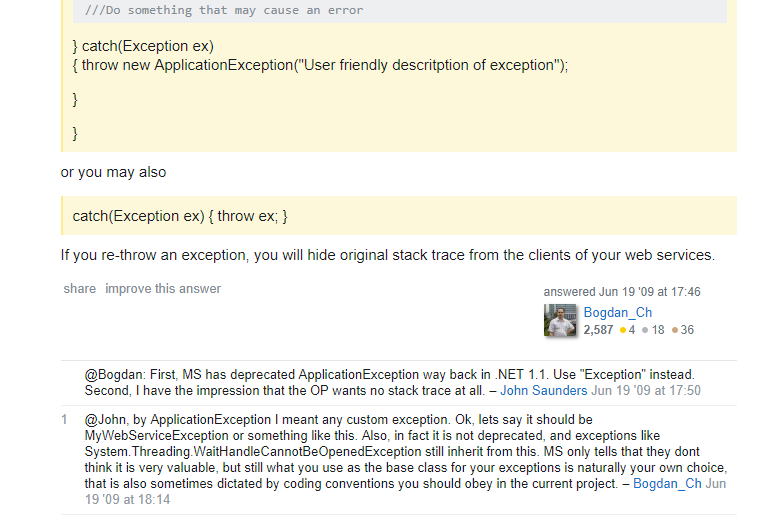 ///Do something that may cause an error
} catch(Exception ex)
{ throw new ApplicationException("User friendly descritption of exception");
}
}
or you may also
catch(Exception ex) { throw ex; }
If you re-throw an exception, you will hide original stack trace from the clients of your web services.
share improve this answer
answered Jun 19 '09 at 17:46
Bogdan_Ch
2,587 ●4 ●18 ●36
@Bogdan: First, MS has deprecated ApplicationException way back in .NET 1.1. Use "Exception" instead.
Second, I have the impression that the OP wants no stack trace at all. – John Saunders Jun 19 '09 at 17:50
1 @John, by ApplicationException I meant any custom exception. Ok, lets say it should be
MyWebServiceException or something like this. Also, in fact it is not deprecated, and exceptions like
System.Threading.WaitHandleCannotBeOpenedException still inherit from this. MS only tells that they dont
think it is very valuable, but still what you use as the base class for your exceptions is naturally your own choice,
that is also sometimes dictated by coding conventions you should obey in the current project. – Bogdan_Ch Jun
19 '09 at 18:14